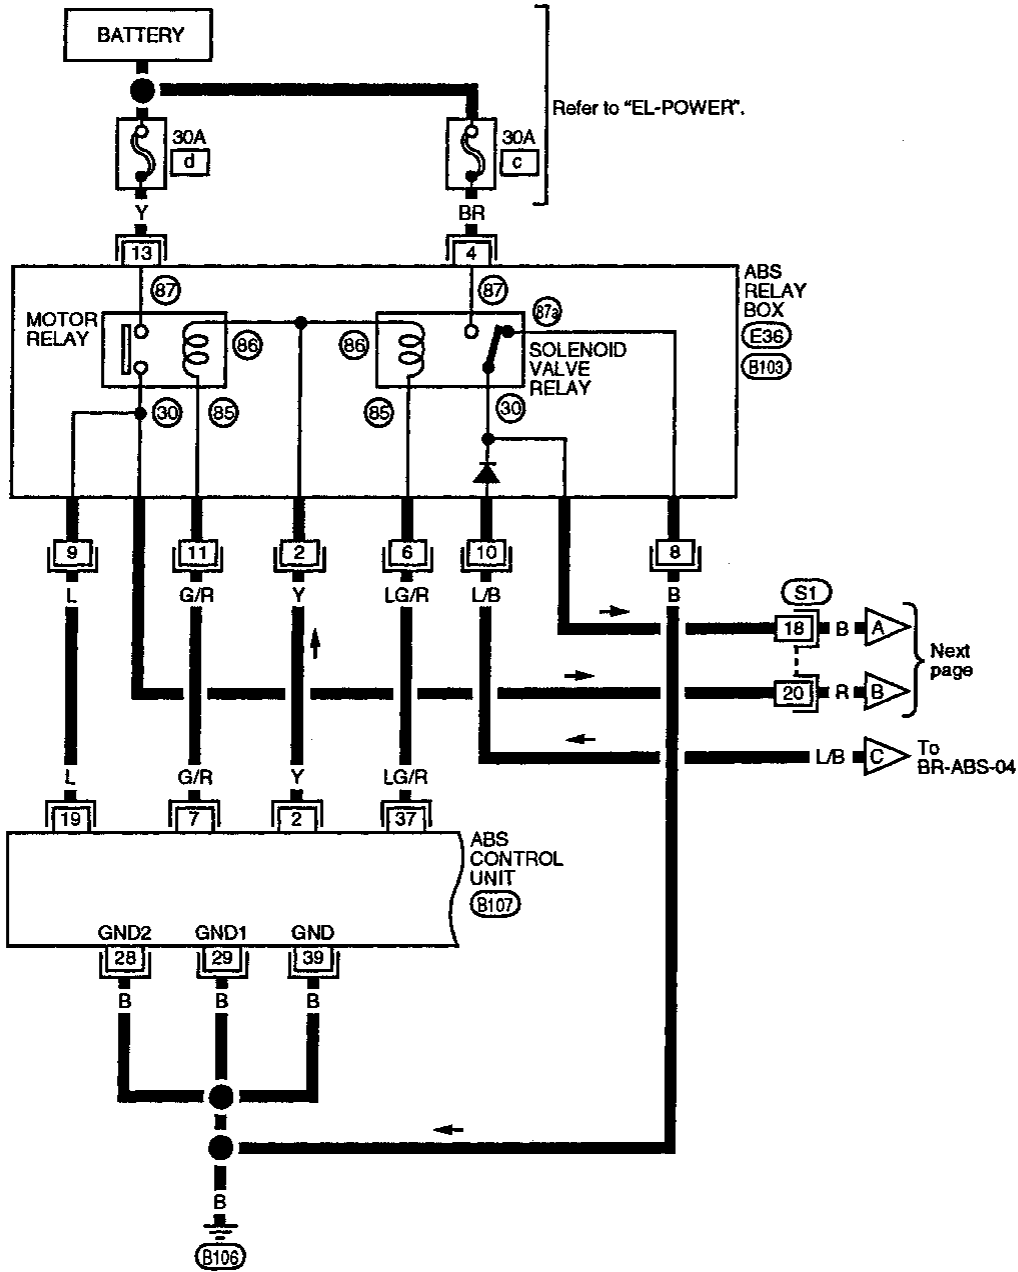 BATTERY
Refer to "EL-POWER".
30A
d
30A
c
Y
BR
13
4
87
87
87a
ABS
RELAY
BOX
E36
B103
MOTOR
RELAY
86
86
SOLENOID
VALVE
RELAY
30
85
85
30
9
11
2
6
10
8
L
G/R
Y
LG/R
L/B
B
S1
18
B
A
Next
page
20
R
B
L/B
C
To
BR-ABS-04
L
G/R
Y
LG/R
19
7
2
37
ABS
CONTROL
UNIT
B107
GND2
GND1
GND
28
29
39
B
B
B
B
B106